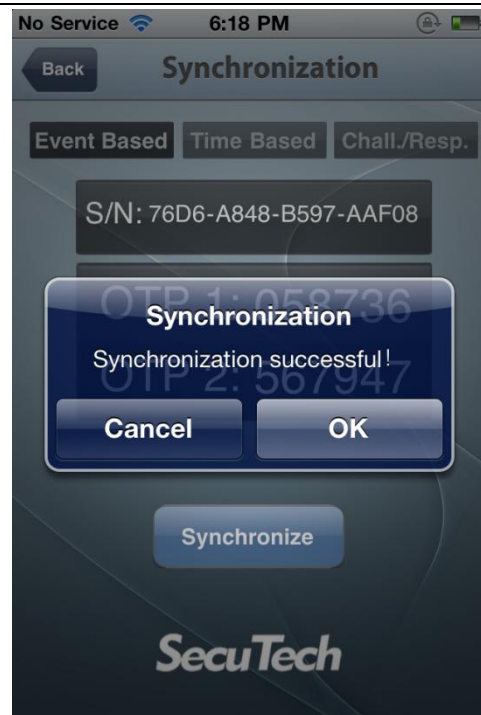 No Service 6:18 PM
Back Synchronization
Event Based Time Based Chall./Resp.
S/N: 76D6-A848-B597-AAF08
OTP 1: 058736
Synchronization
Synchronization successful!
OTP 2: 567947
Cancel OK
Synchronize
SecuTech